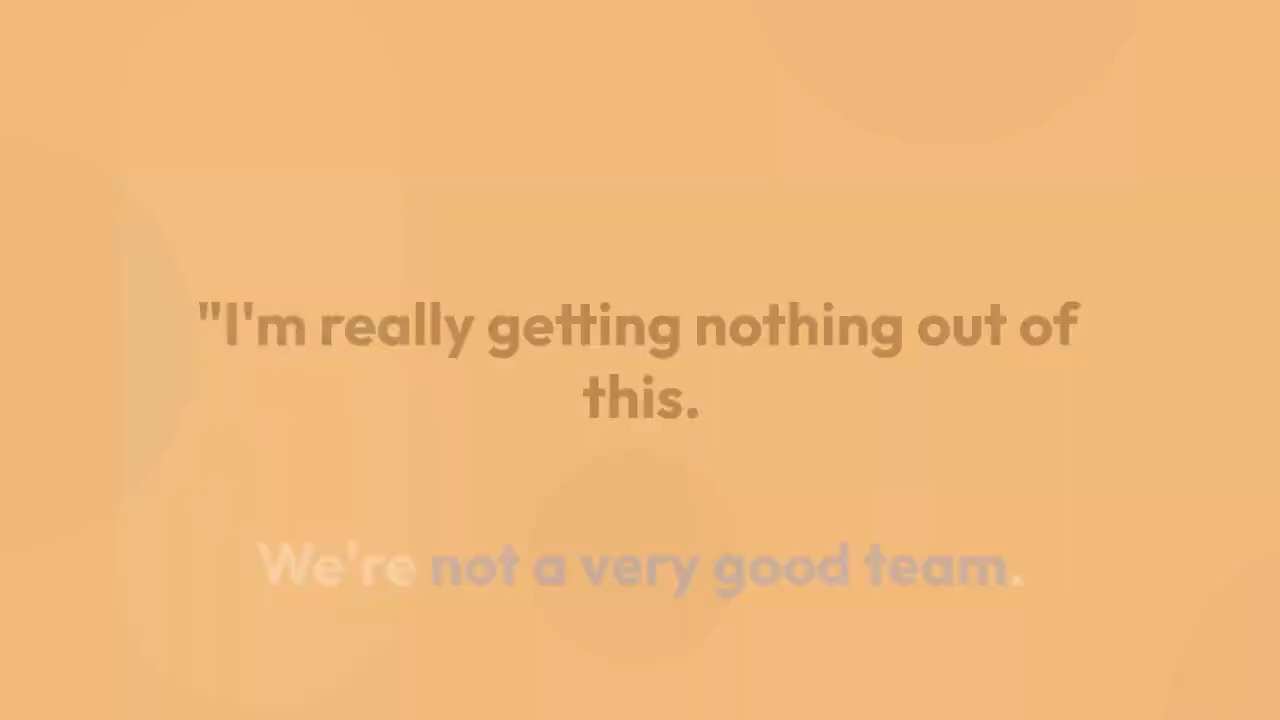 "I'm really getting nothing out of
this.
We're not a very good team.